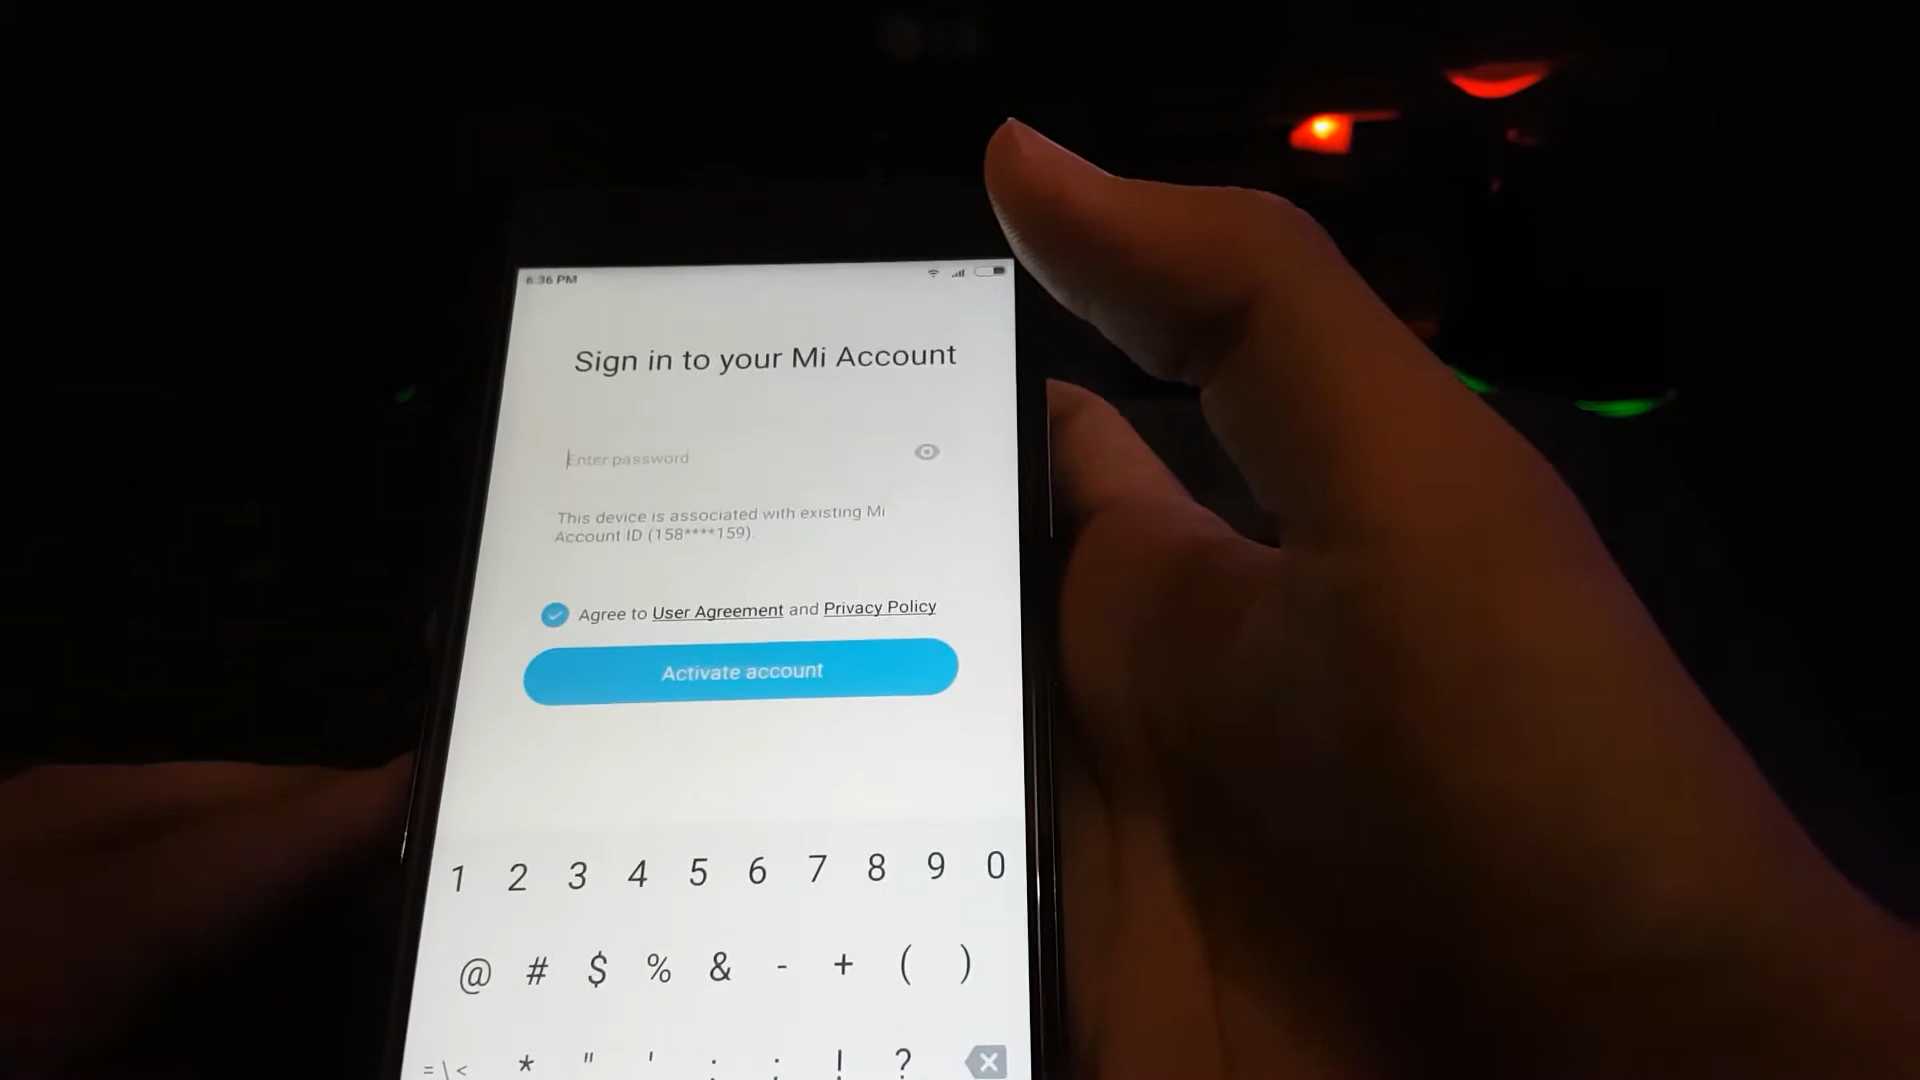 6:36 PM
Sign in to your Mi Account
Enter password
This device is associated with existing Mi
Account ID (158****159).
Agree to User Agreement and Privacy Policy
Activate account
1 2 3 4 5 6 7 8 9 0
@ # $ % & - + ( )
= \ < * " ' : ; ! ?